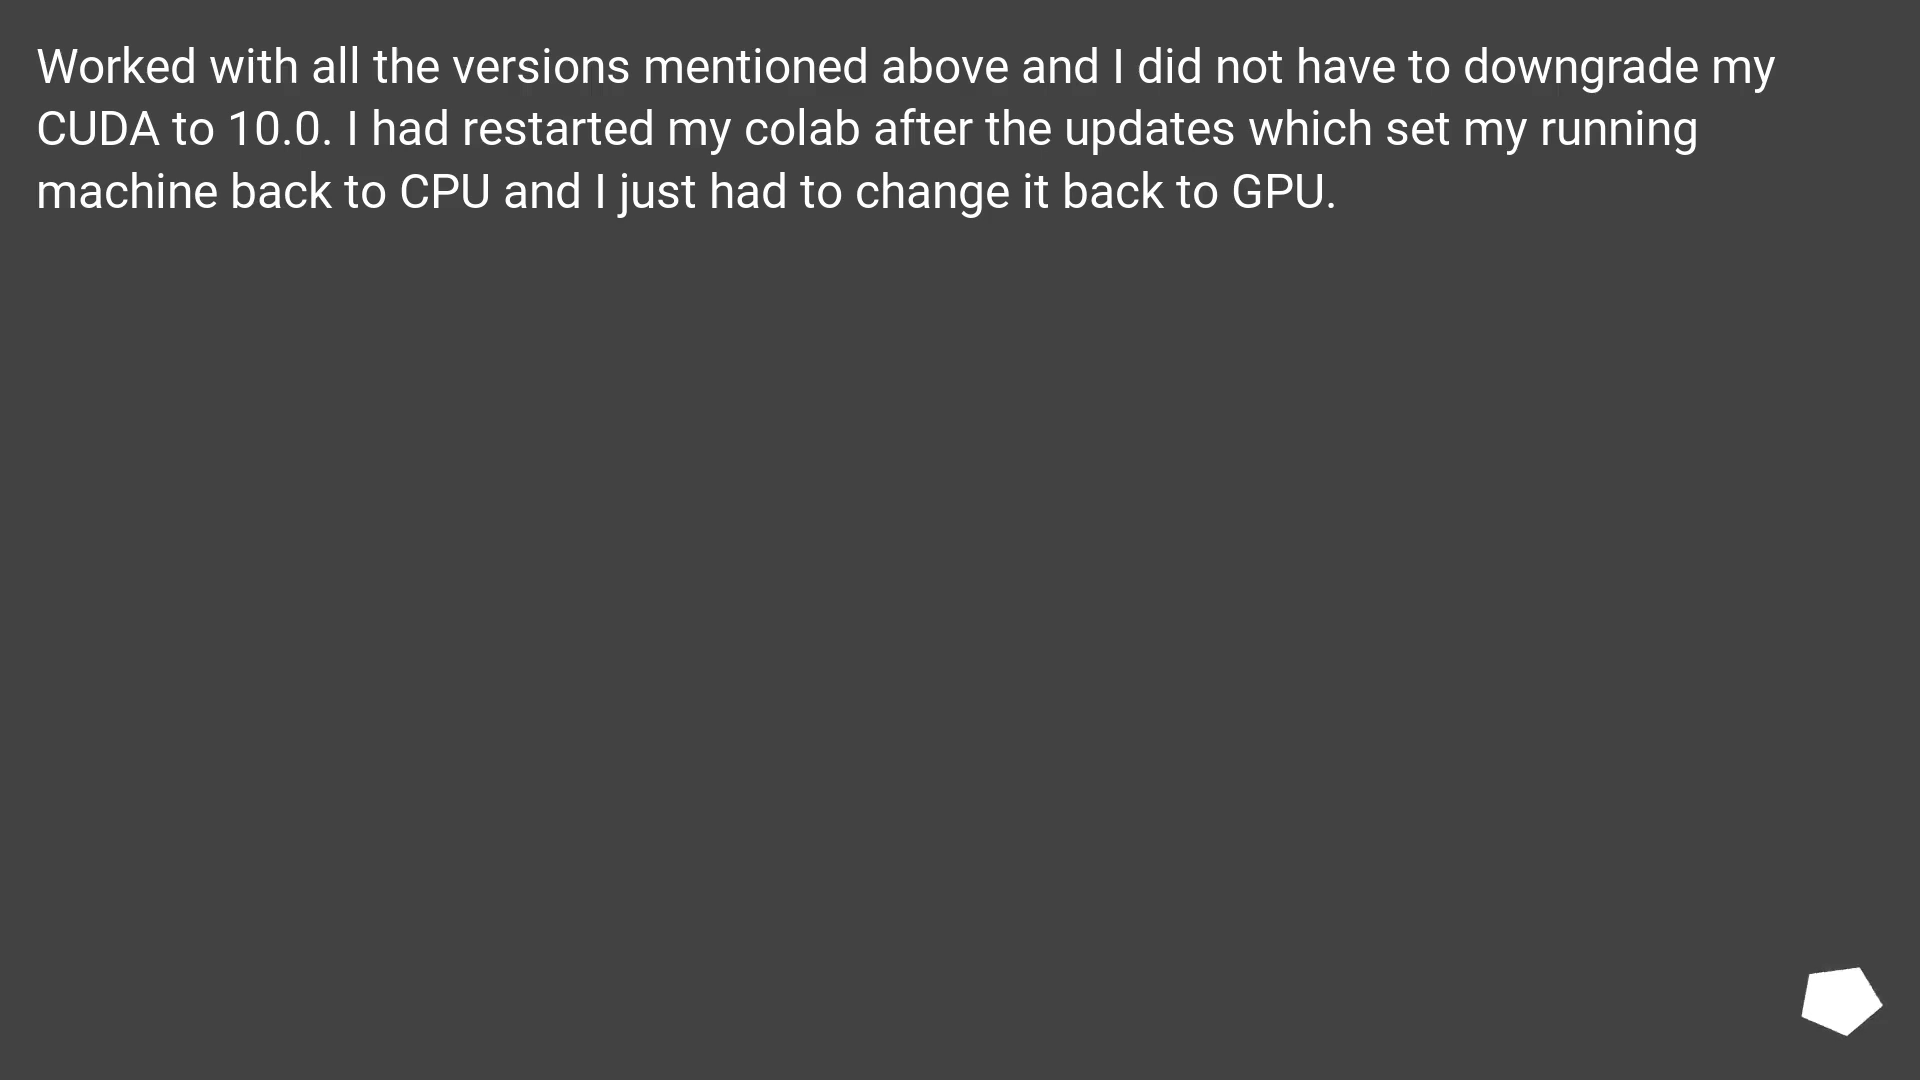 Worked with all the versions mentioned above and I did not have to downgrade my
CUDA to 10.0. I had restarted my colab after the updates which set my running
machine back to CPU and I just had to change it back to GPU.